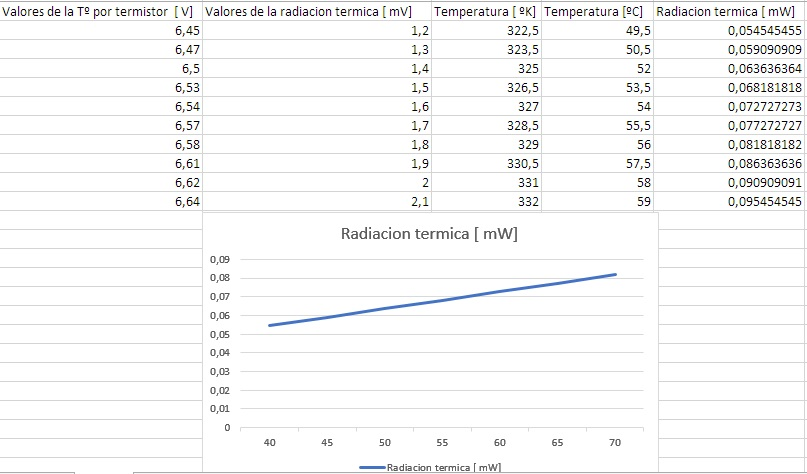 Valores de la Tº por termistor [ V] Valores de la radiacion termica [ mV] Temperatura [ ºK] Temperatura [ºC] Radiacion termica [ mW]
6,45 1,2 322,5 49,5 0,054545455
6,47 1,3 323,5 50,5 0,059090909
6,5 1,4 325 52 0,063636364
6,53 1,5 326,5 53,5 0,068181818
6,54 1,6 327 54 0,072727273
6,57 1,7 328,5 55,5 0,077272727
6,58 1,8 329 56 0,081818182
6,61 1,9 330,5 57,5 0,086363636
6,62 2 331 58 0,090909091
6,64 2,1 332 59 0,095454545
Radiacion termica [ mW]
0,09
0,08
0,07
0,06
0,05
0,04
0,03
0,02
0,01
0
40 45 50 55 60 65 70
Radiacion termica [ mW]